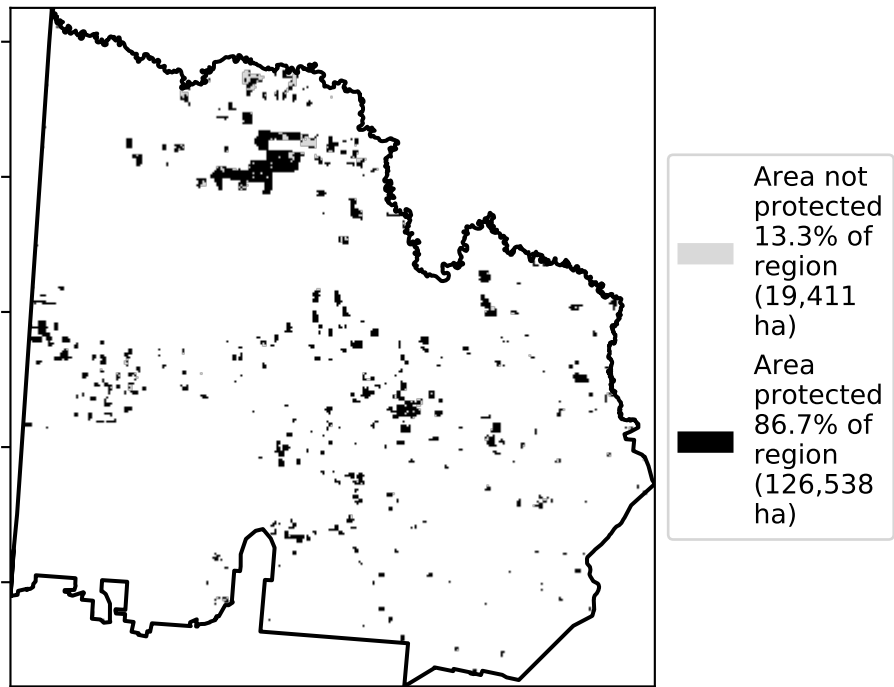 Area not
protected
13.3% of
region
(19,411
ha)
Area
protected
86.7% of
region
(126,538
ha)